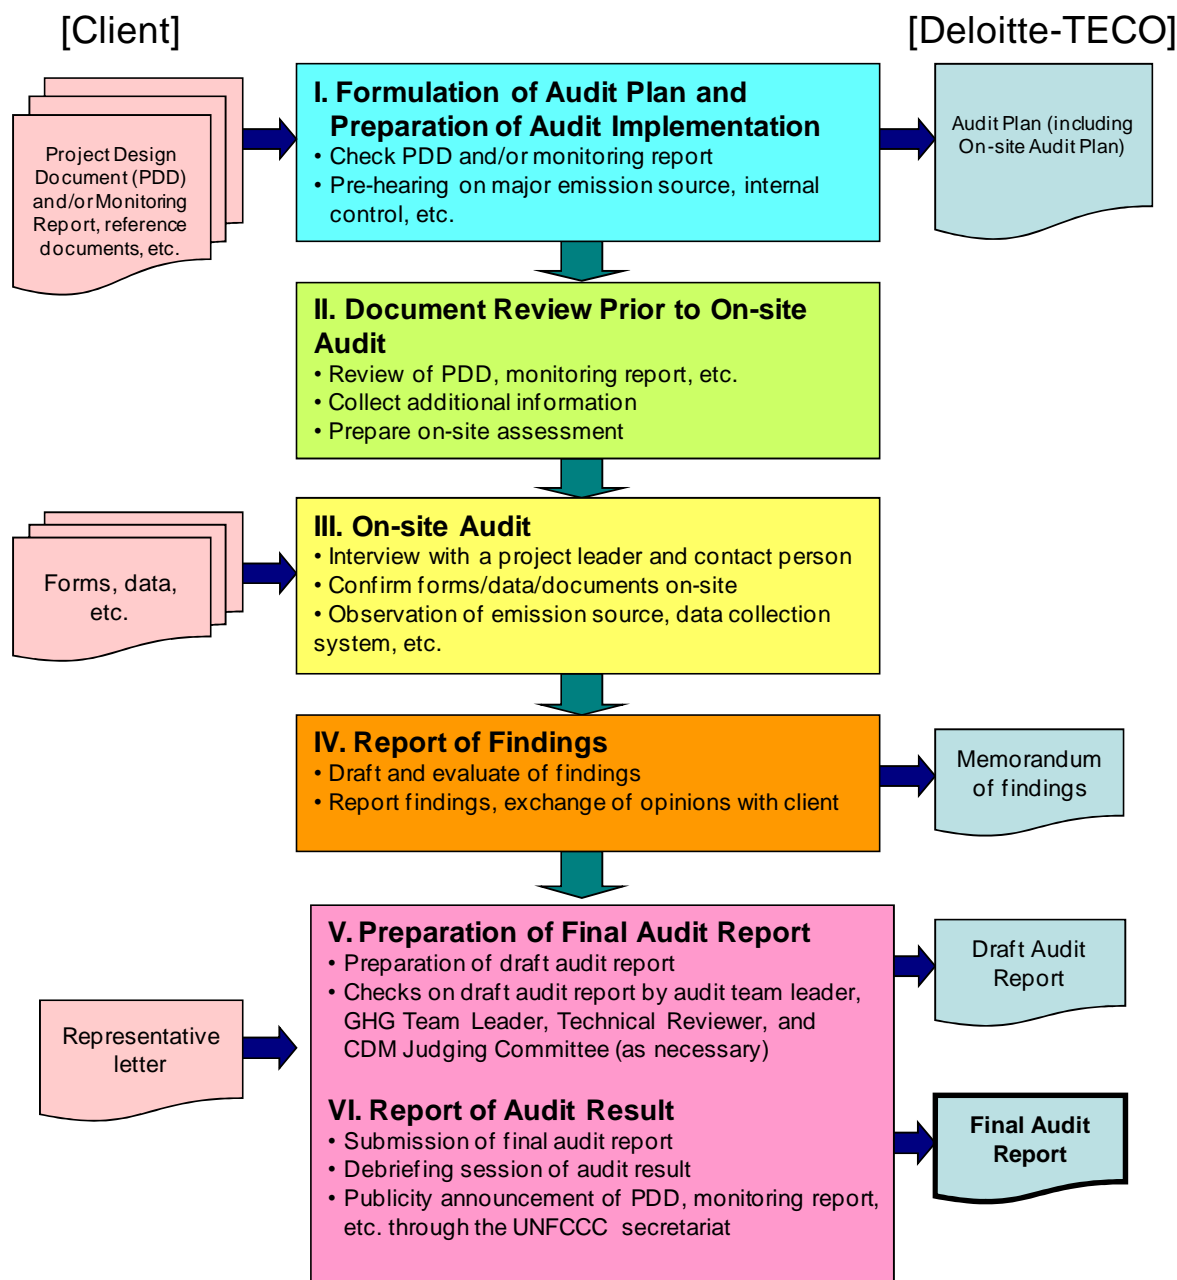 [Client]
[Deloitte-TECO]
Project Design
Document (PDD)
and/or Monitoring
Report, reference
documents, etc.
I. Formulation of Audit Plan and
Preparation of Audit Implementation
• Check PDD and/or monitoring report
• Pre-hearing on major emission source, internal
control, etc.
Audit Plan (including
On-site Audit Plan)
II. Document Review Prior to On-site
Audit
• Review of PDD, monitoring report, etc.
• Collect additional information
• Prepare on-site assessment
Forms, data,
etc.
III. On-site Audit
• Interview with a project leader and contact person
• Confirm forms/data/documents on-site
• Observation of emission source, data collection
system, etc.
IV. Report of Findings
• Draft and evaluate of findings
• Report findings, exchange of opinions with client
Memorandum
of findings
V. Preparation of Final Audit Report
• Preparation of draft audit report
• Checks on draft audit report by audit team leader,
GHG Team Leader, Technical Reviewer, and
CDM Judging Committee (as necessary)
Draft Audit
Report
Representative
letter
VI. Report of Audit Result
• Submission of final audit report
• Debriefing session of audit result
• Publicity announcement of PDD, monitoring report,
etc. through the UNFCCC secretariat
Final Audit
Report